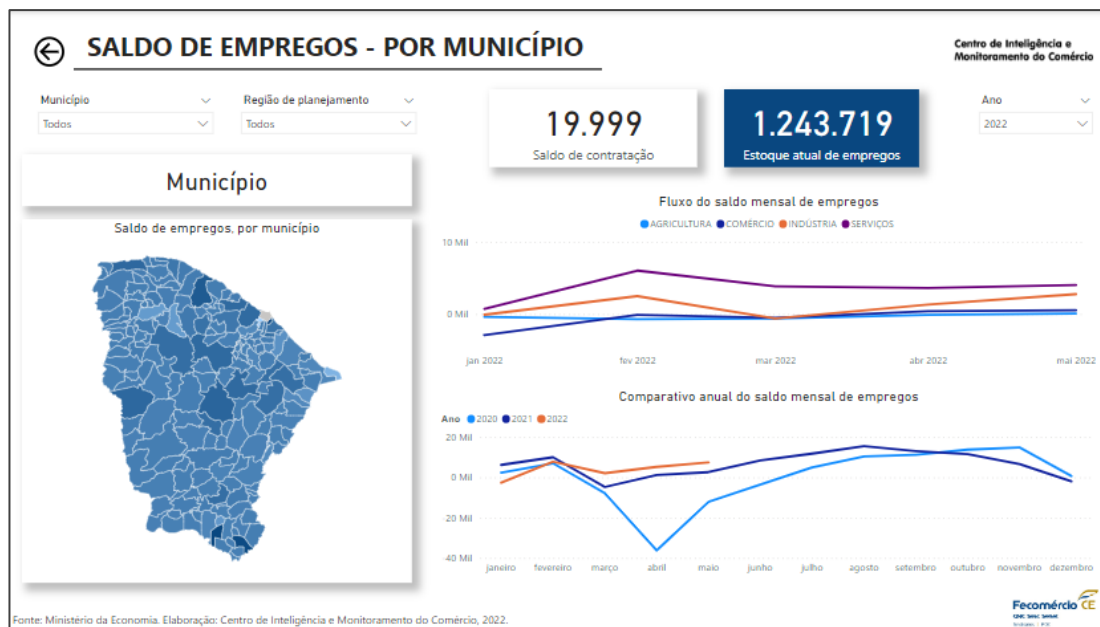 SALDO DE EMPREGOS - POR MUNICÍPIO
Centro de Inteligência e
Monitoramento do Comércio
Município
Todos
Região de planejamento
Todos
19.999
Saldo de contratação
1.243.719
Estoque atual de empregos
Ano
2022
Município
Saldo de empregos, por município
Fluxo do saldo mensal de empregos
AGRICULTURA COMÉRCIO INDÚSTRIA SERVIÇOS
10 Mil
0 Mil
jan 2022 fev 2022 mar 2022 abr 2022 mai 2022
Comparativo anual do saldo mensal de empregos
Ano 2020 2021 2022
20 Mil
0 Mil
20 Mil
-40 Mil
janeiro fevereiro março abril maio junho julho agosto setembro outubro novembro dezembro
Fonte: Ministério da Economia. Elaboração: Centro de Inteligência e Monitoramento do Comércio, 2022.
Fecomércio CE